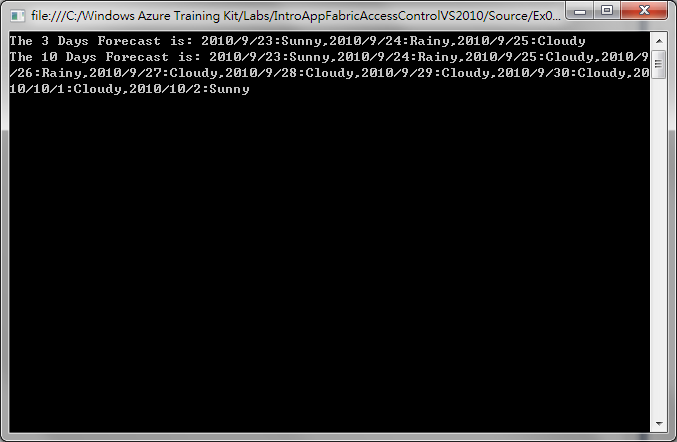 file:///C:/Windows Azure Training Kit/Labs/IntroAppFabricAccessControlVS2010/Source/Ex0...
The 3 Days Forecast is: 2010/9/23:Sunny,2010/9/24:Rainy,2010/9/25:Cloudy
The 10 Days Forecast is: 2010/9/23:Sunny,2010/9/24:Rainy,2010/9/25:Cloudy,2010/9
/26:Rainy,2010/9/27:Cloudy,2010/9/28:Cloudy,2010/9/29:Cloudy,2010/9/30:Cloudy,20
10/10/1:Cloudy,2010/10/2:Sunny